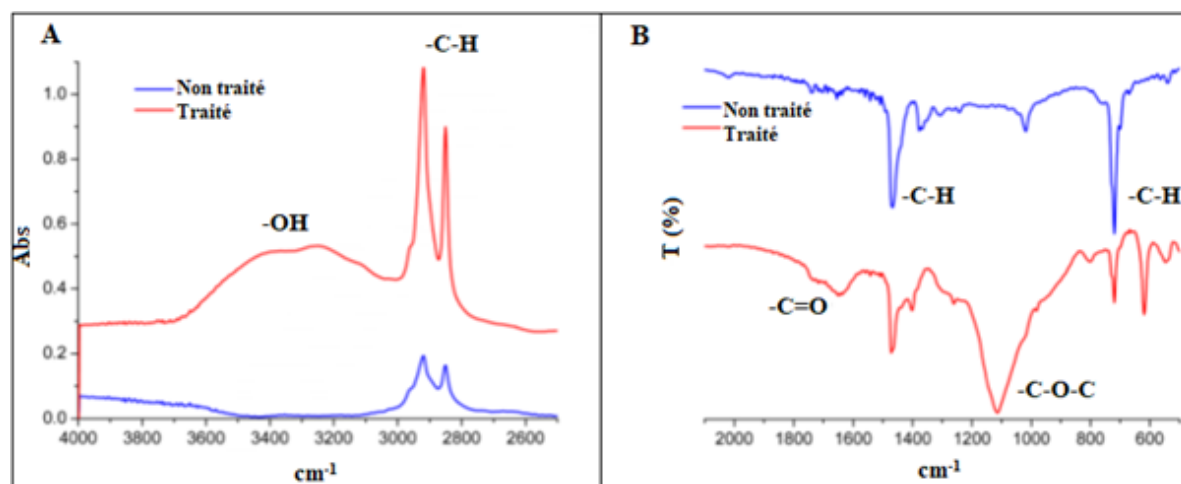 A
-C-H
Non traité
Traité
-OH
Abs
1.0
0.8
0.6
0.4
0.2
0.0
4000 3800 3600 3400 3200 3000 2800 2600
cm-1
B
Non traité
Traité
-C-H
-C-H
T (%)
-C=O
-C-O-C
2000 1800 1600 1400 1200 1000 800 600
cm-1